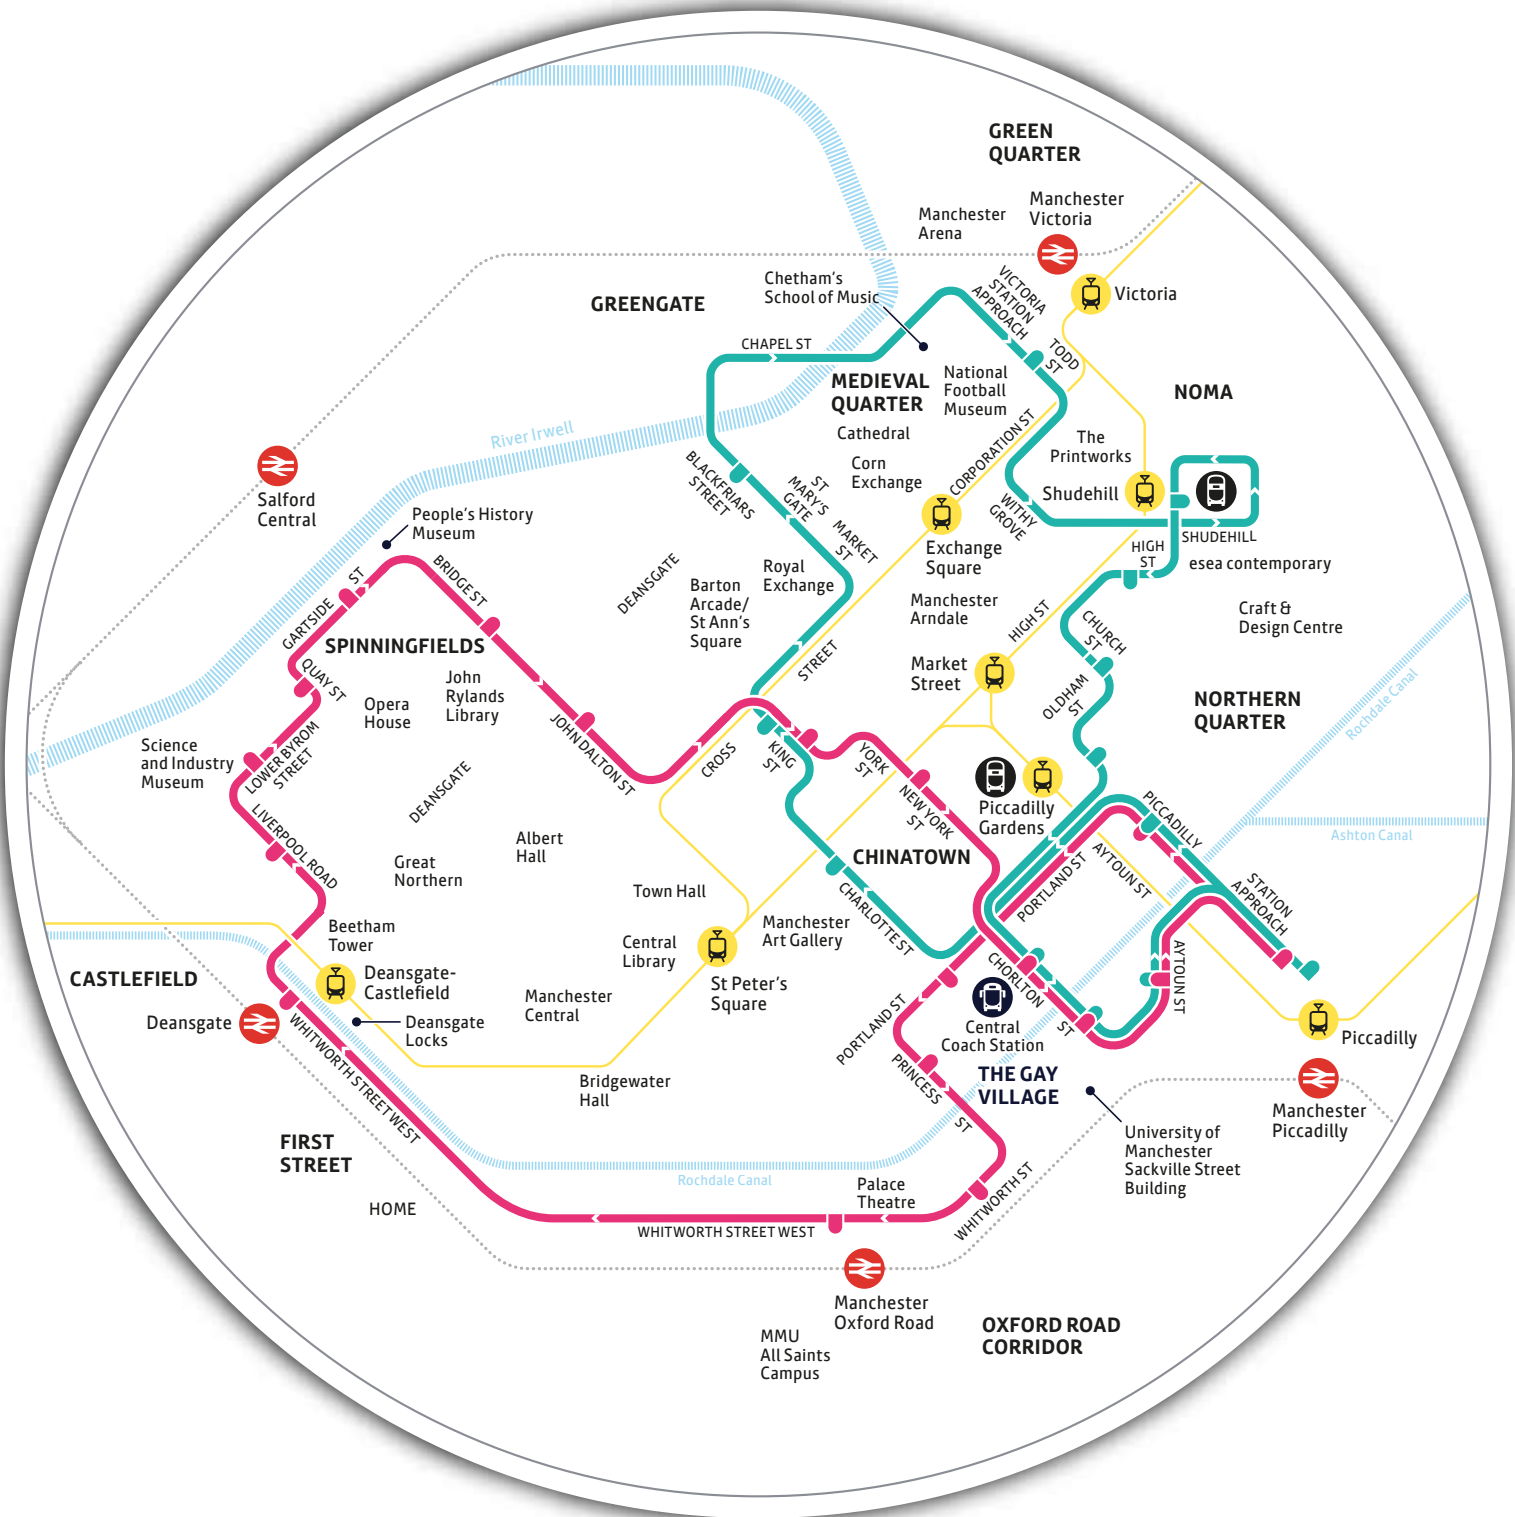 GREEN
QUARTER
Manchester
Victoria
Manchester
Arena
Chetham's
School of Music
VICTORIA
STATION
APPROACH
Victoria
GREENGATE
CHAPEL ST
TODD
ST
MEDIEVAL
QUARTER
National
Football
Museum
NOMA
Cathedral
CORPORATION ST
The
Printworks
River Irwell
Corn
Exchange
Shudehill
BLACKFRIARS
STREET
ST
MARY'S
GATE
MARKET
ST
WITHY
GROVE
Salford
Central
People's History
Museum
SHUDEHILL
HIGH
ST
Exchange
Square
esea contemporary
BRIDGE ST
GARTSIDE ST
DEANSGATE
Royal
Exchange
Barton
Arcade/
St Ann's
Square
Manchester
Arndale
HIGH ST
CHURCH
ST
Craft &
Design Centre
SPINNINGFIELDS
QUAY ST
John
Rylands
Library
Opera
House
STREET
Market
Street
OLDHAM
ST
NORTHERN
QUARTER
Rochdale Canal
Science
and Industry
Museum
LOWER BYROM
STREET
JOHN DALTON ST
CROSS
KING
ST
YORK
ST
DEANSGATE
NEW YORK
ST
Piccadilly
Gardens
PICCADILLY
Ashton Canal
LIVERPOOL ROAD
Albert
Hall
Great
Northern
CHINATOWN
AYTOUN ST
PORTLAND ST
STATION
APPROACH
Town Hall
CHARLOTTE ST
Beetham
Tower
Manchester
Art Gallery
Central
Library
CASTLEFIELD
Deansgate-
Castlefield
St Peter's
Square
CHORLTON
ST
AYTOUN ST
Manchester
Central
Deansgate
Deansgate
Locks
PORTLAND ST
Central
Coach Station
Piccadilly
WHITWORTH STREET WEST
Bridgewater
Hall
PRINCESS
ST
THE GAY
VILLAGE
Manchester
Piccadilly
FIRST
STREET
University of
Manchester
Sackville Street
Building
Rochdale Canal
Palace
Theatre
WHITWORTH ST
HOME
WHITWORTH STREET WEST
Manchester
Oxford Road
OXFORD ROAD
CORRIDOR
MMU
All Saints
Campus